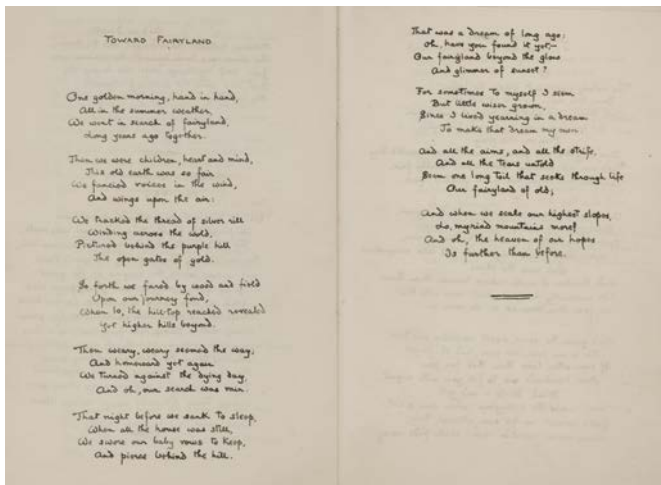 TOWARD FAIRYLAND.
One golden morning, hand in hand,
All in the summer weather,
We went in search of fairyland,
Long years ago together.
Then we were children, heart and mind,
This old earth was so fair
We fancied voices in the wind,
And wings upon the air:
We tracked the thread of silver rill
Winding across the wold,
Pictured behind the purple hill
The open gates of gold.
So forth we fared by wood and field
Upon our journey fond,
When lo, the hill-top reached revealed
Yet higher hills beyond.
Then weary, weary seemed the way;
And homeward yet again
We turned against the dying day,
And oh, our search was vain.
That night before we sank to sleep,
When all the house was still,
We swore our baby vows to keep,
And pierce behind the hill.
That was a dream of long ago;
Oh, have you found it yet,—
Our fairyland beyond the glow
And glimmer of sunset?
For sometimes to myself I seem
But little wiser grown,
Since I lived yearning in a dream
To make that dream my own.
And all the aims, and all the strife,
And all the tears untold
Seem one long toil that seeks through life
Our fairyland of old;
And when we scale our highest slopes,
Lo, myriad mountains more!
And oh, the heaven of our hopes
Is further than before.